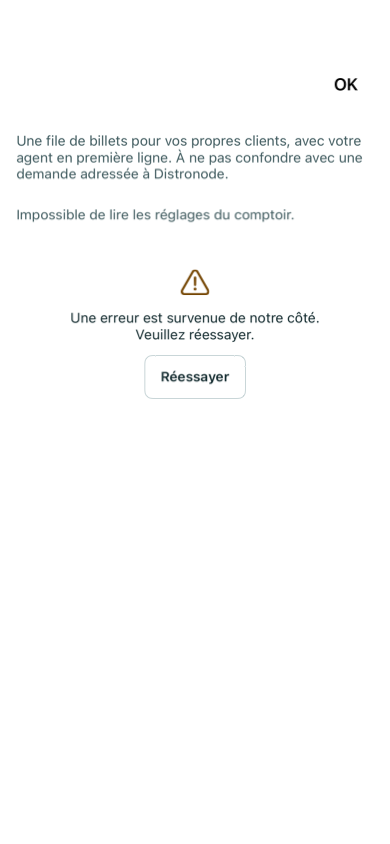 OK
Une file de billets pour vos propres clients, avec votre
agent en première ligne. À ne pas confondre avec une
demande adressée à Distronode.
Impossible de lire les réglages du comptoir.
Une erreur est survenue de notre côté.
Veuillez réessayer.
Réessayer